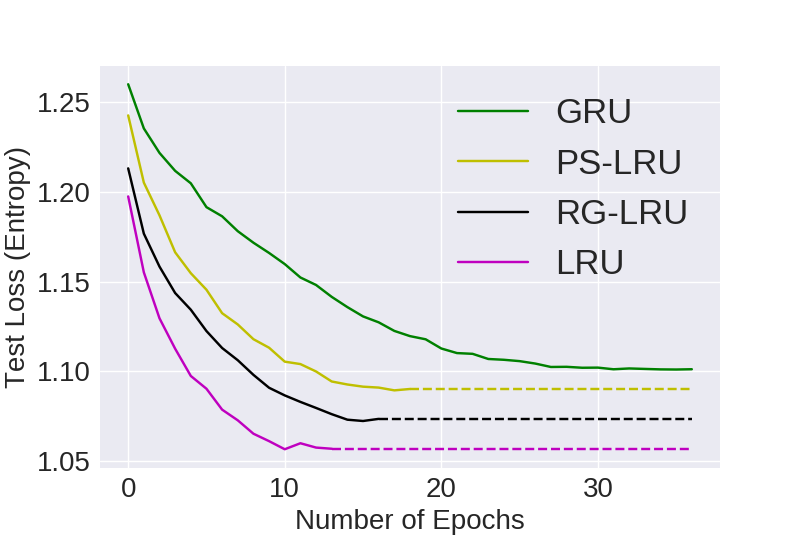 1.25
1.20
1.15
1.10
1.05
Test Loss (Entropy)
GRU
PS-LRU
RG-LRU
LRU
0 10 20 30
Number of Epochs